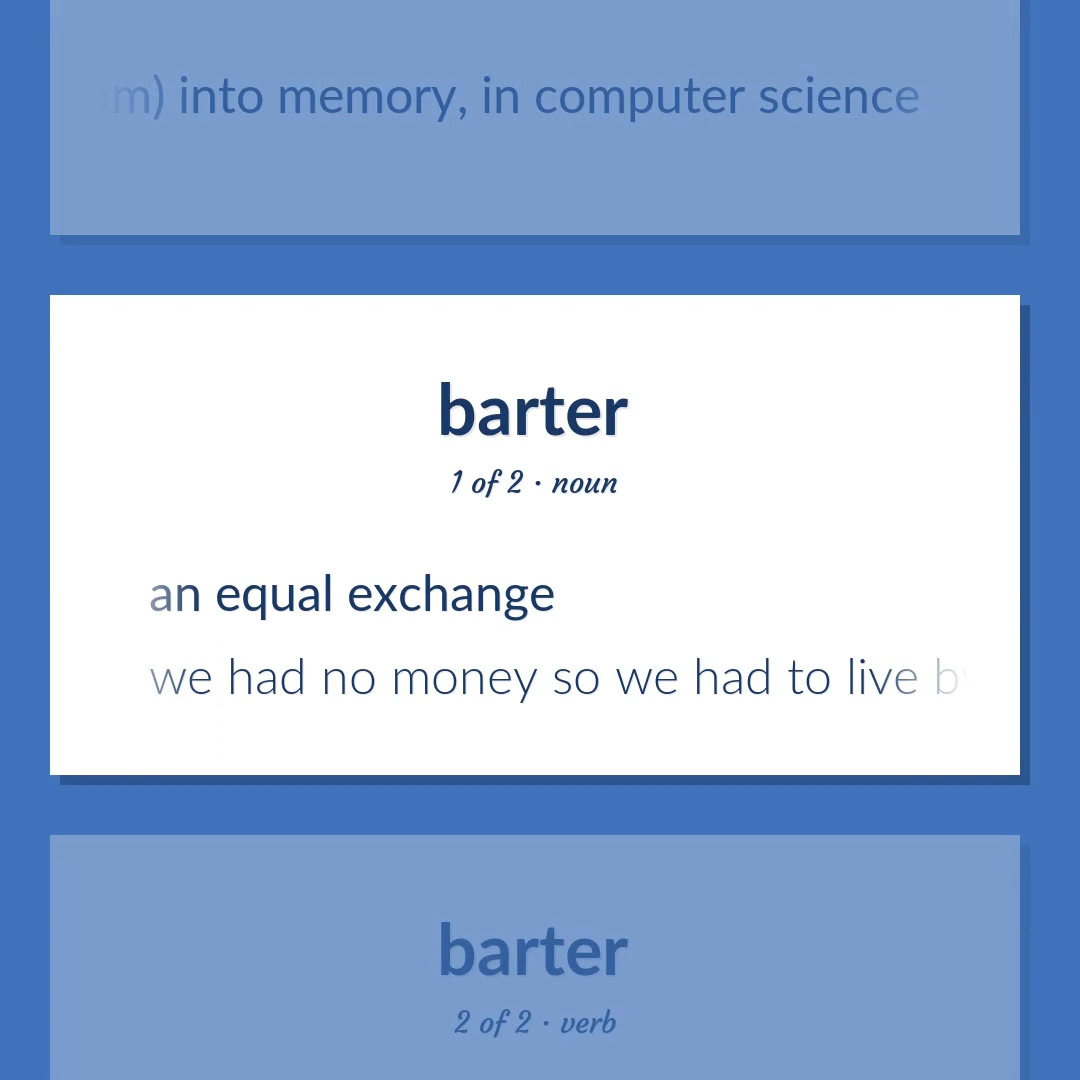 into memory, in computer science
barter
1 of 2 · noun
an equal exchange
we had no money so we had to live
barter
2 of 2 · verb